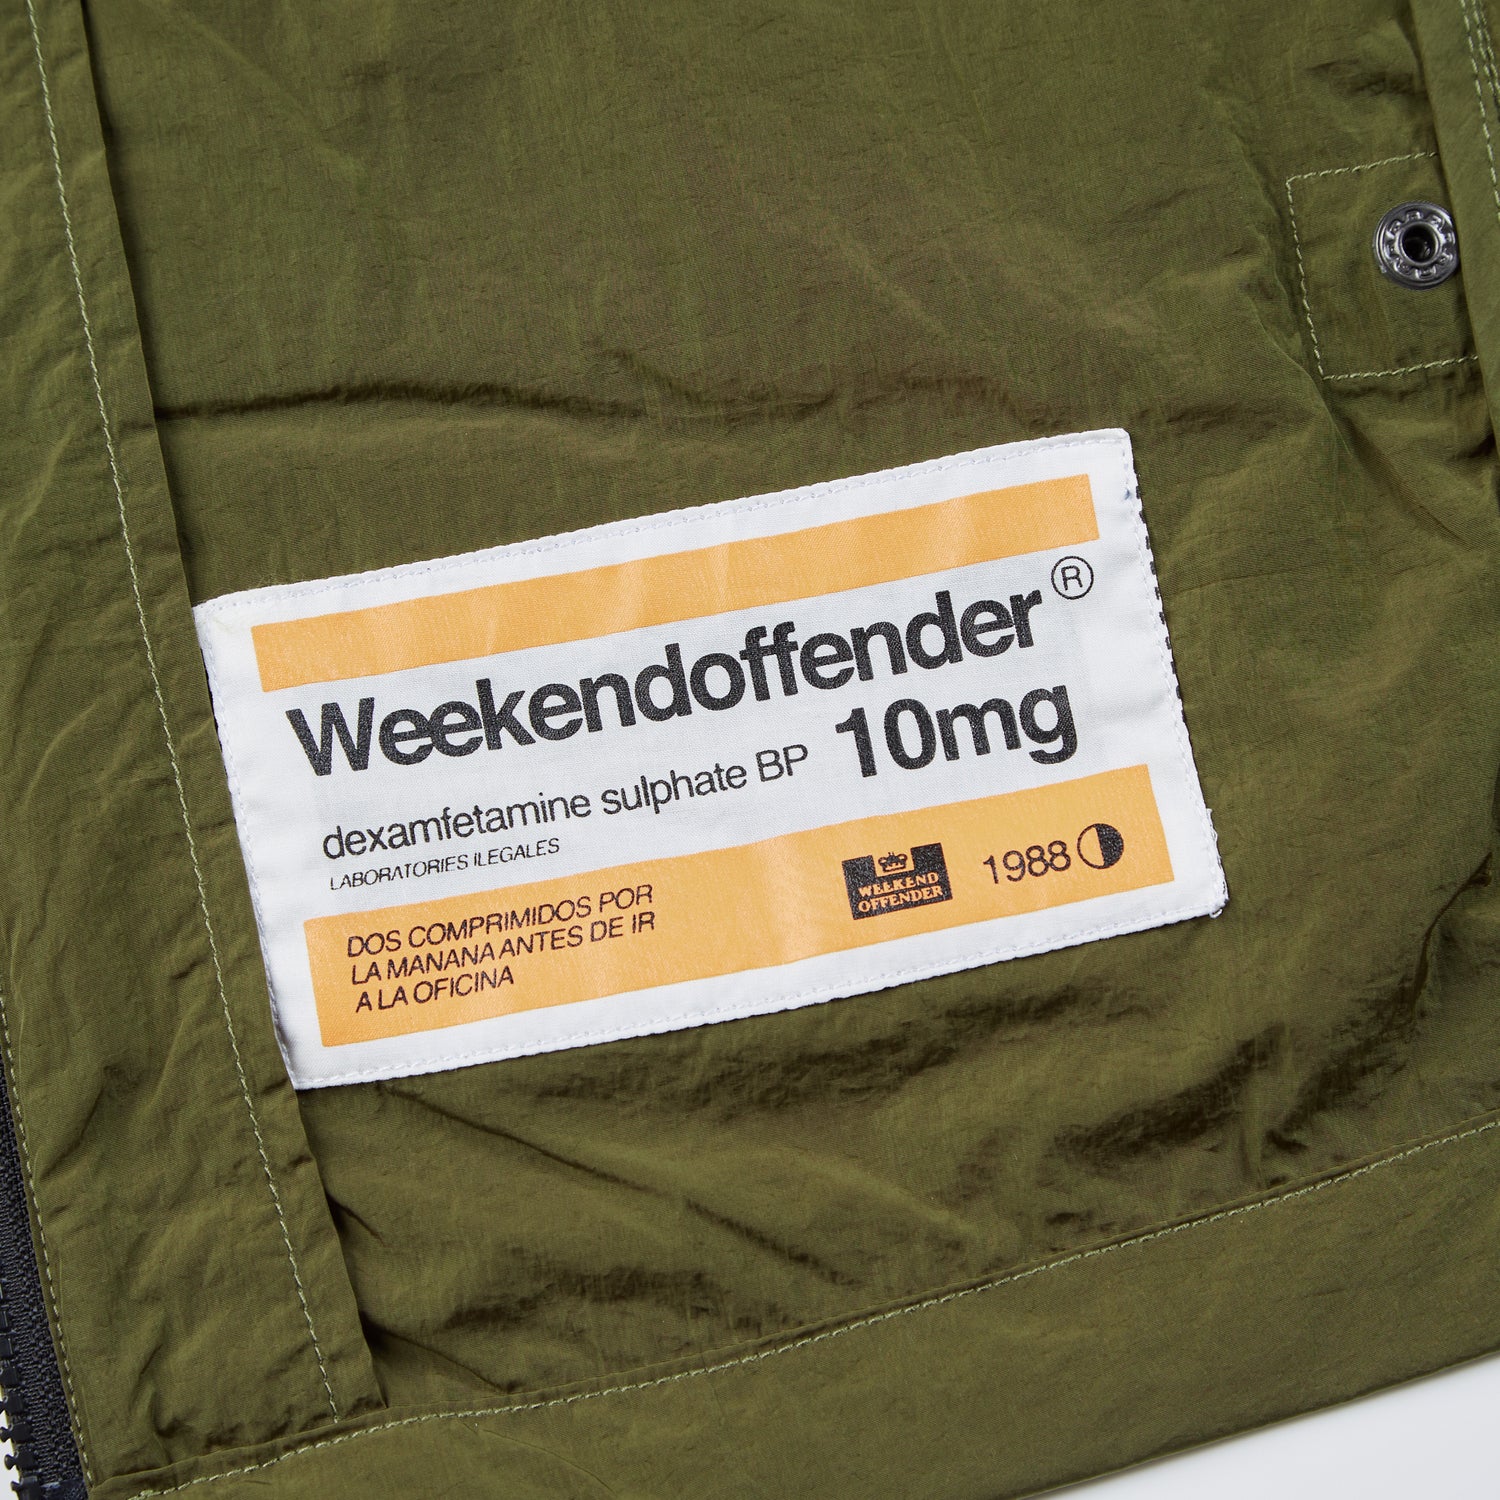 Weekendoffender®
dexamfetamine sulphate BP 10mg
LABORATORIES ILEGALES
DOS COMPRIMIDOS POR
LA MANANA ANTES DE IR
A LA OFICINA
WEEKEND
OFFENDER
1988